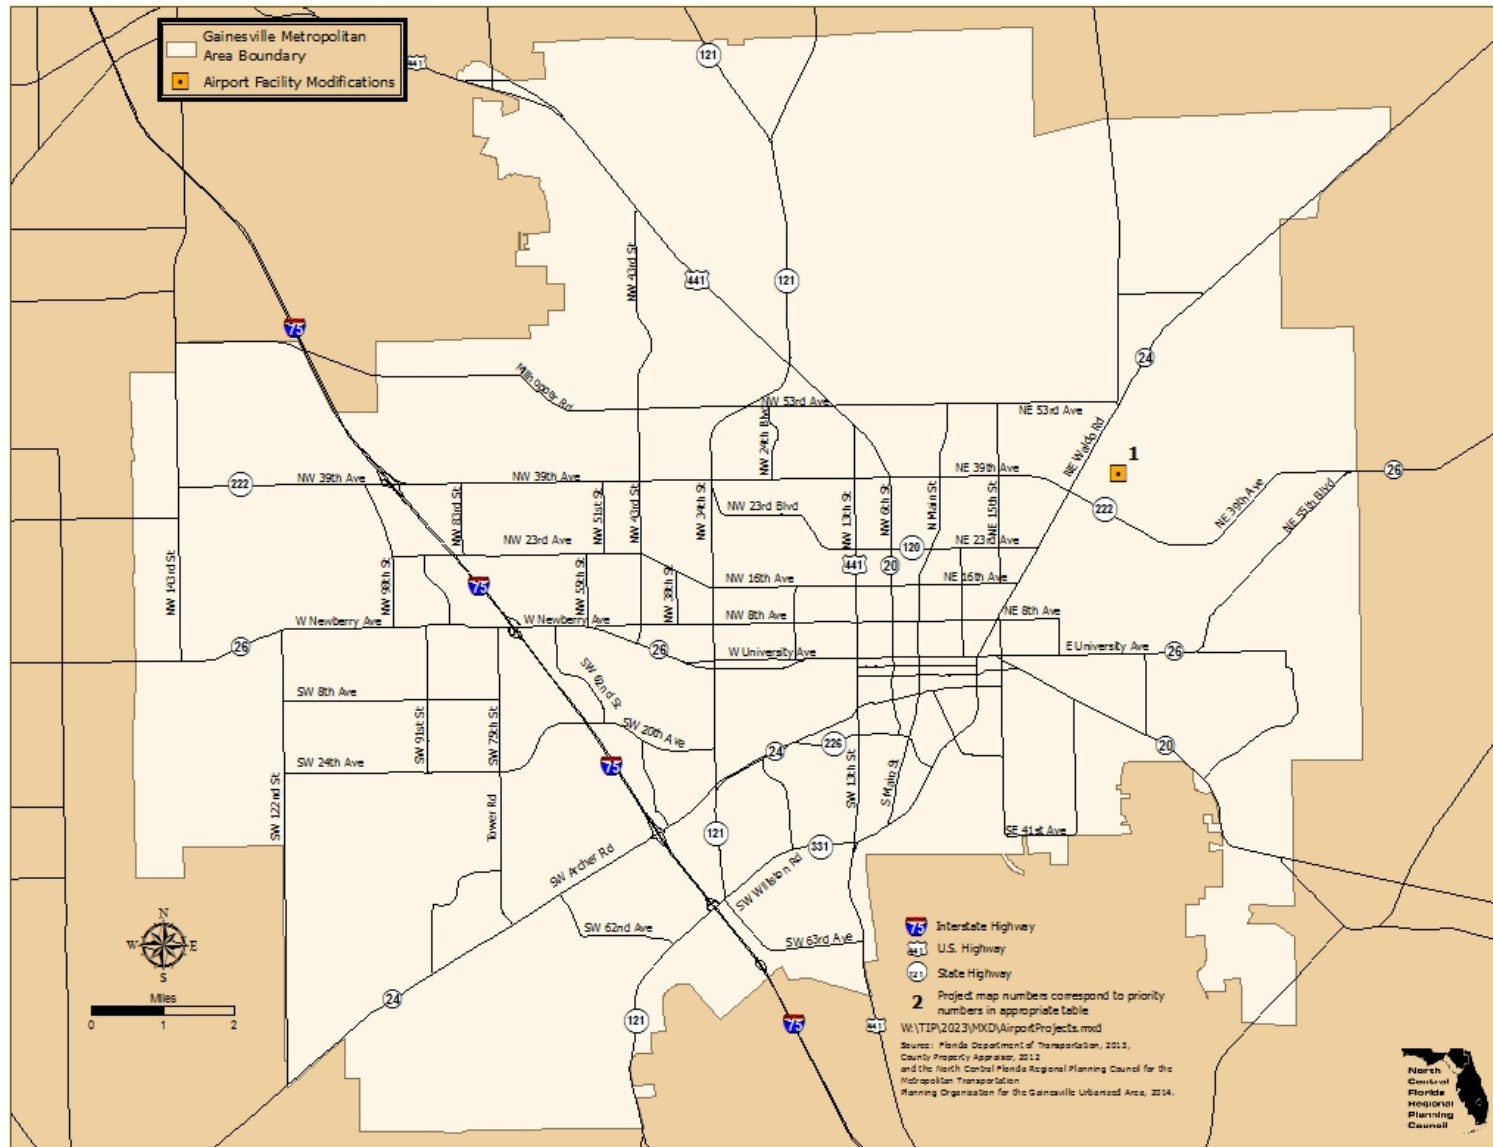 Gainesville Metropolitan
Area Boundary
Airport Facility Modifications
441
121
NW 43rd St
441
121
75
24
Millhopper Rd
NW 53rd Ave
NE 53rd Ave
NW 24th Blvd
NE Waldo Rd
1
26
222
NW 39th Ave
NW 39th Ave
NE 39th Ave
222
NE 39th Ave
NE 55th Blvd
NW 83rd St
NW 51st St
NW 43rd St
NW 34th St
NW 23rd Blvd
NW 13th St
NW 6th St
N Main St
NE 15th St
NW 23rd Ave
120
NE 23rd Ave
NW 143rd St
NW 98th St
75
NW 55th St
NW 38th St
441
20
NW 16th Ave
NE 16th Ave
W Newberry Ave
W Newberry Ave
NW 8th Ave
NE 8th Ave
26
26
W University Ave
E University Ave
26
SW 8th Ave
SW 91st St
SW 75th St
SW 62nd St
SW 20th Ave
24
226
20
SW 24th Ave
75
SW 122nd St
Tower Rd
SW 13th St
S Main St
121
331
SE 41st Ave
SW Archer Rd
SW Williston Rd
SW 62nd Ave
SW 63rd Ave
24
121
75
441
N
W
E
S
Miles
0 1 2
75 Interstate Highway
441 U.S. Highway
121 State Highway
2 Project map numbers correspond to priority
numbers in appropriate table
W:\TIP\2023\MXD\AirportProjects.mxd
Source: Florida Department of Transportation, 2013,
County Property Appraiser, 2012
and the North Central Florida Regional Planning Council for the
Metropolitan Transportation
Planning Organization for the Gainesville Urbanized Area, 2014.
North
Central
Florida
Regional
Planning
Council